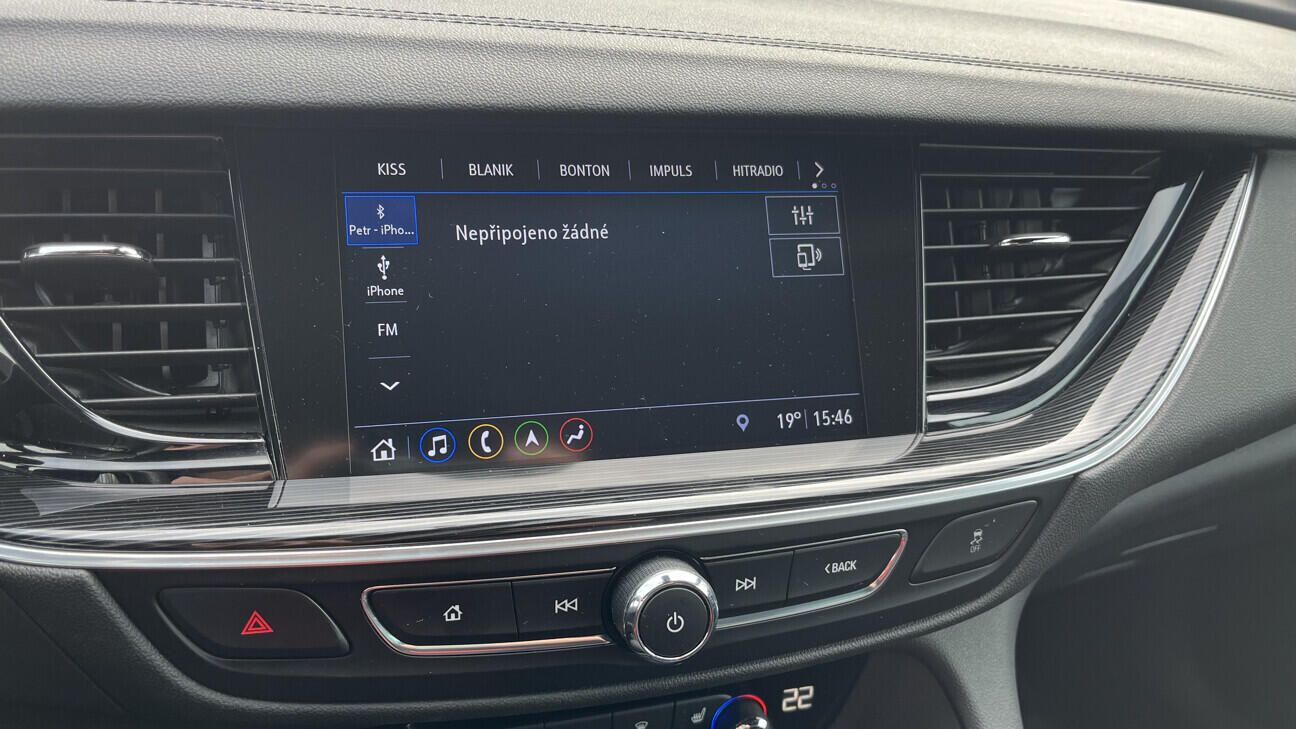 KISS BLANIK BONTON IMPULS HITRADIO
Petr - iPho...
Nepřipojeno žádné
iPhone
FM
19° 15:46
BACK
OFF
22